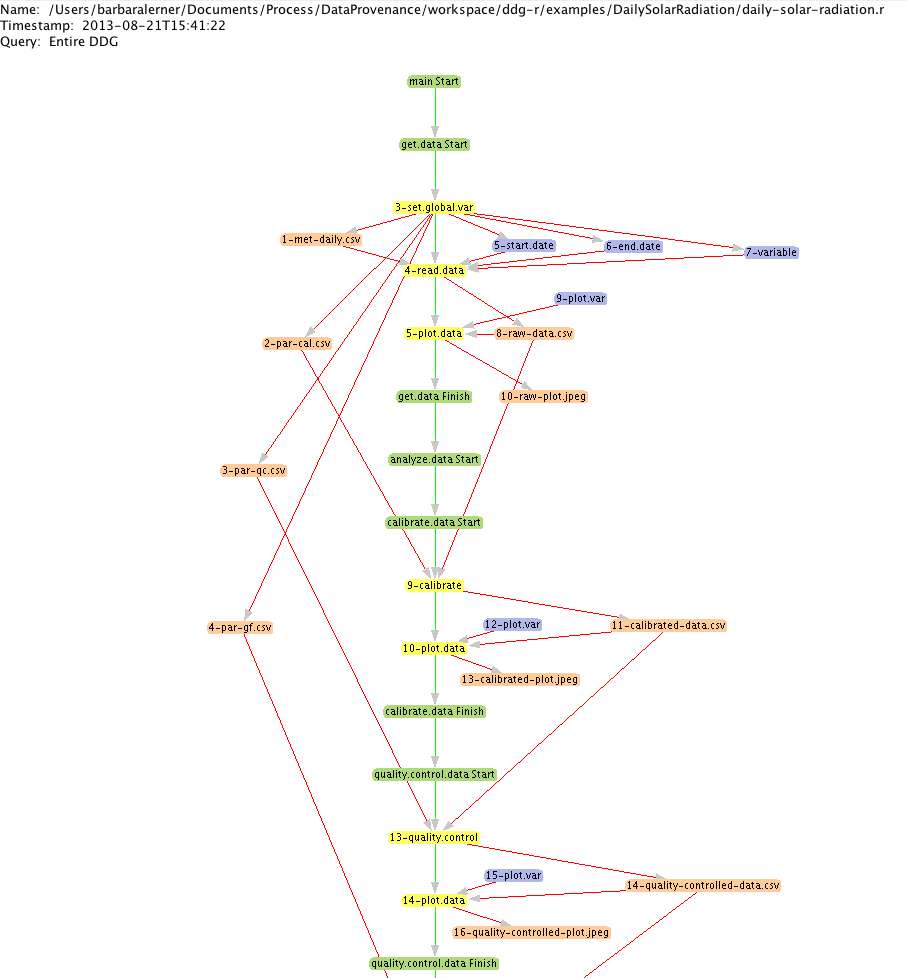 Name: /Users/barbaralerner/Documents/Process/DataProvenance/workspace/ddg-r/examples/DailySolarRadiation/daily-solar-radiation.r
Timestamp: 2013-08-21T15:41:22
Query: Entire DDG
main Start
get.data Start
3-set.global.var
1-met-daily.csv
5-start.date
6-end.date
7-variable
4-read.data
9-plot.var
5-plot.data
8-raw-data.csv
2-par-cal.csv
get.data Finish
10-raw-plot.jpeg
analyze.data Start
3-par-qc.csv
calibrate.data Start
9-calibrate
4-par-gf.csv
12-plot.var
11-calibrated-data.csv
10-plot.data
13-calibrated-plot.jpeg
calibrate.data Finish
quality.control.data Start
13-quality.control
15-plot.var
14-quality-controlled-data.csv
14-plot.data
16-quality-controlled-plot.jpeg
quality.control.data Finish